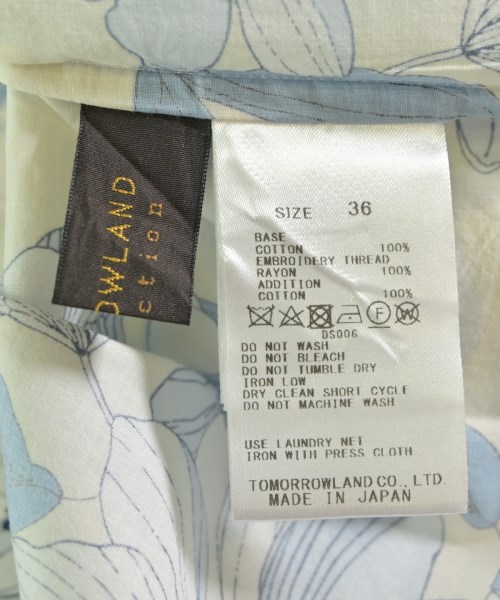 OWLAND
ction
SIZE 36
BASE
COTTON 100%
EMBROIDERY THREAD
RAYON 100%
ADDITION
COTTON 100%
F
DS006
DO NOT WASH
DO NOT BLEACH
DO NOT TUMBLE DRY
IRON LOW
DRY CLEAN SHORT CYCLE
DO NOT MACHINE WASH
USE LAUNDRY NET
IRON WITH PRESS CLOTH
TOMORROWLAND CO., LTD.
MADE IN JAPAN